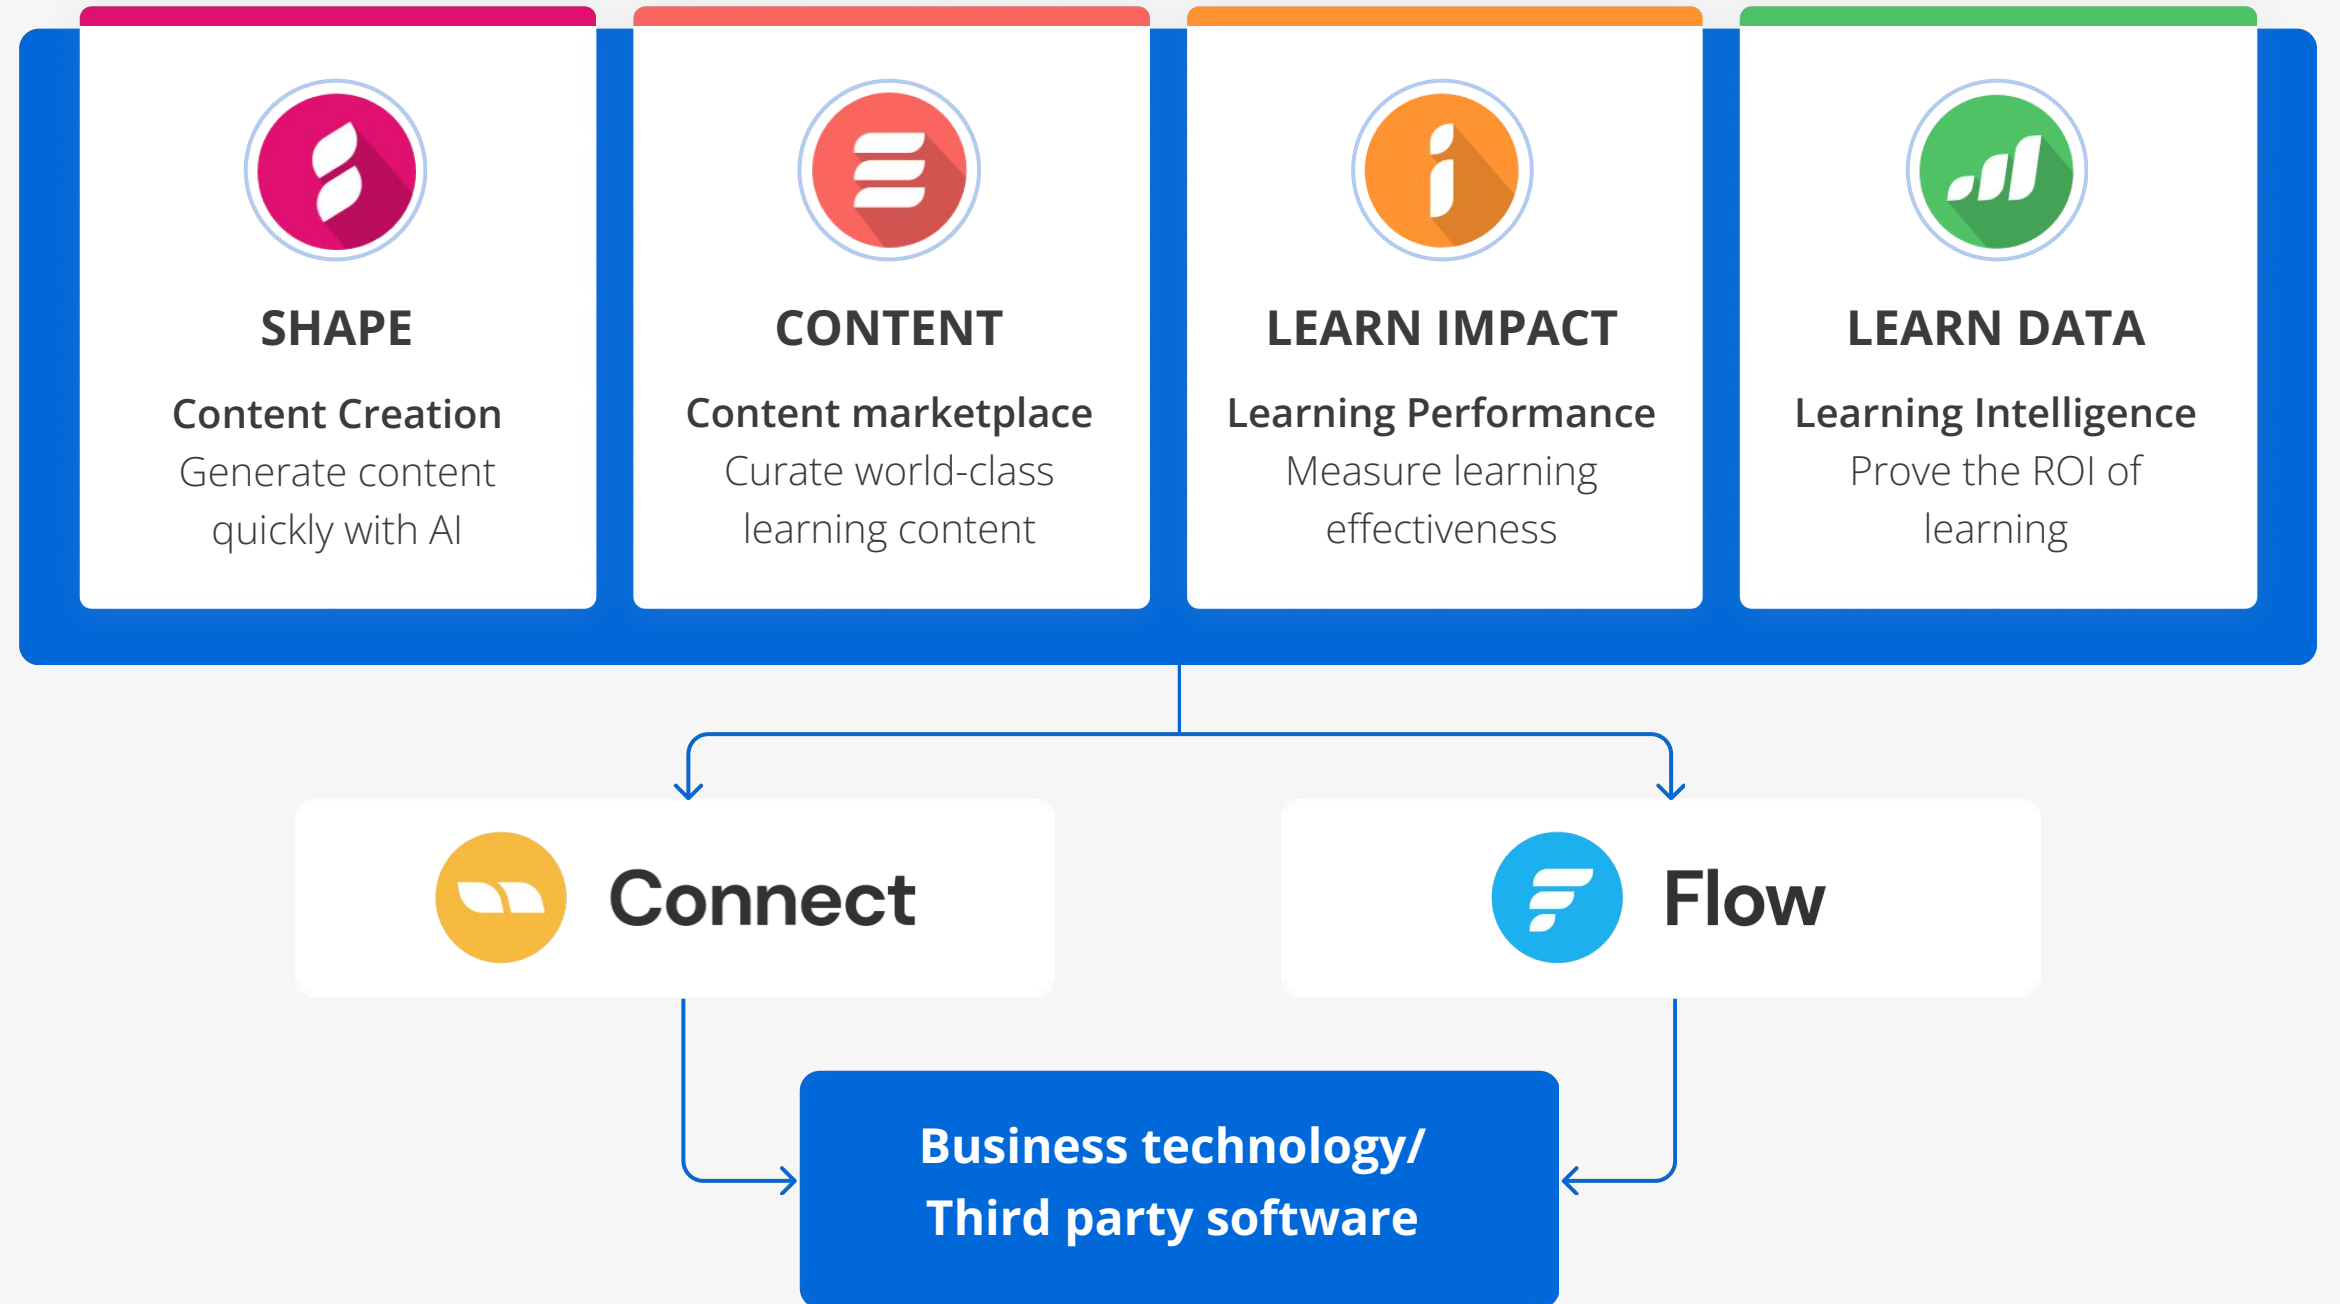 SHAPE
Content Creation
Generate content
quickly with AI
CONTENT
Content marketplace
Curate world-class
learning content
LEARN IMPACT
Learning Performance
Measure learning
effectiveness
LEARN DATA
Learning Intelligence
Prove the ROI of
learning
Connect
Flow
Business technology/
Third party software